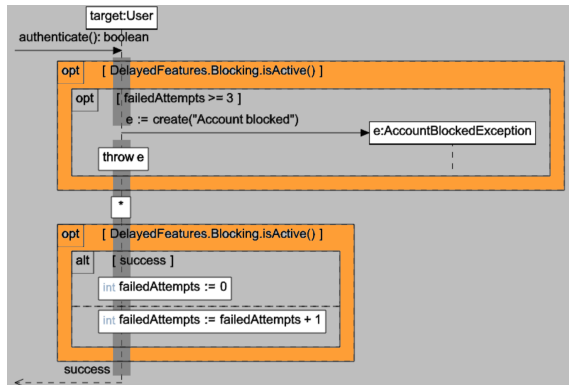 target:User
authenticate(): boolean
opt [ DelayedFeatures.Blocking.isActive() ]
opt [ failedAttempts >= 3 ]
e := create("Account blocked")
e:AccountBlockedException
throw e
*
opt [ DelayedFeatures.Blocking.isActive() ]
alt [ success ]
int failedAttempts := 0
int failedAttempts := failedAttempts + 1
success